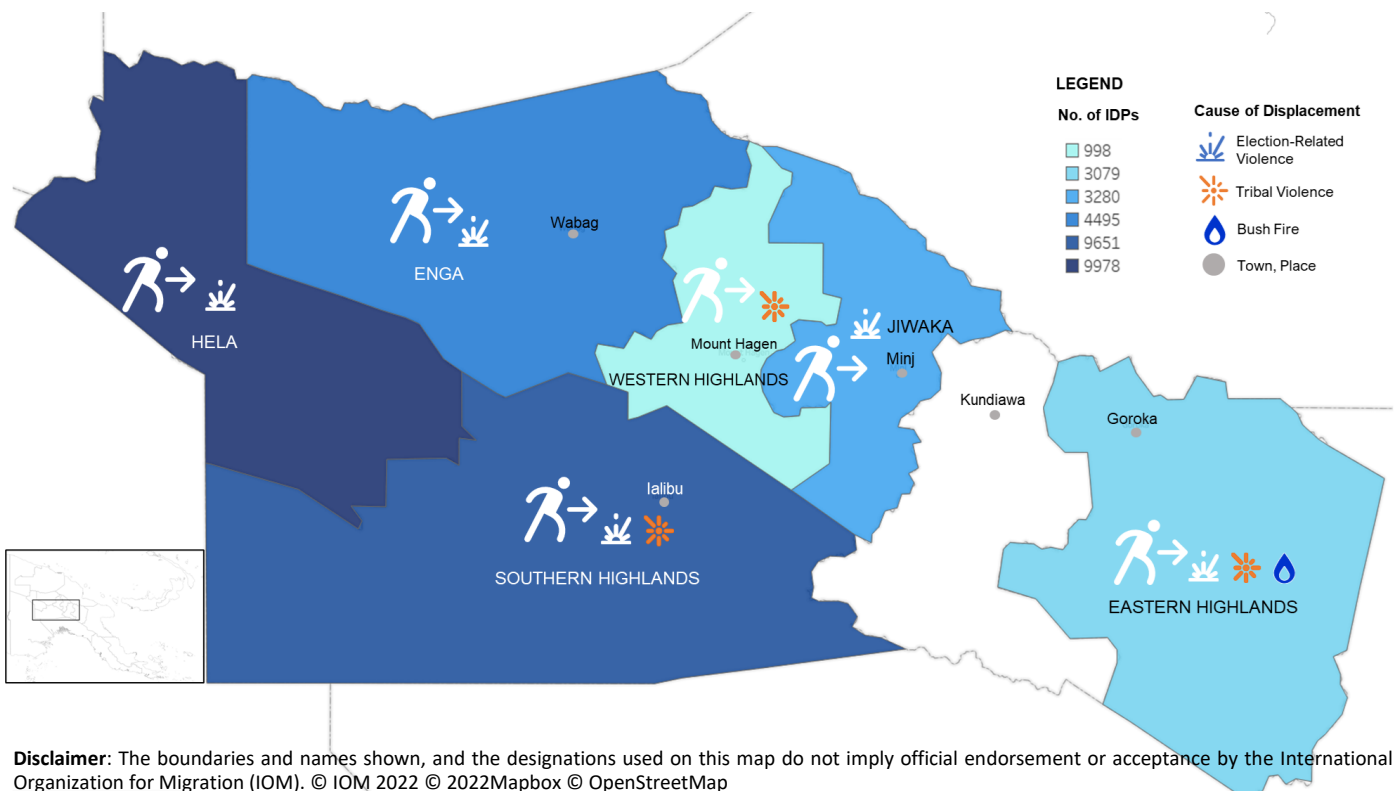 LEGEND
No. of IDPs
998
3079
3280
4495
9651
9978
Cause of Displacement
Election-Related
Violence
Tribal Violence
Bush Fire
Town, Place
Wabag
ENGA
HELA
JIWAKA
Mount Hagen
Minj
WESTERN HIGHLANDS
Kundiawa
Goroka
Ialibu
SOUTHERN HIGHLANDS
EASTERN HIGHLANDS
Disclaimer: The boundaries and names shown, and the designations used on this map do not imply official endorsement or acceptance by the International
Organization for Migration (IOM). © IOM 2022 © 2022Mapbox © OpenStreetMap